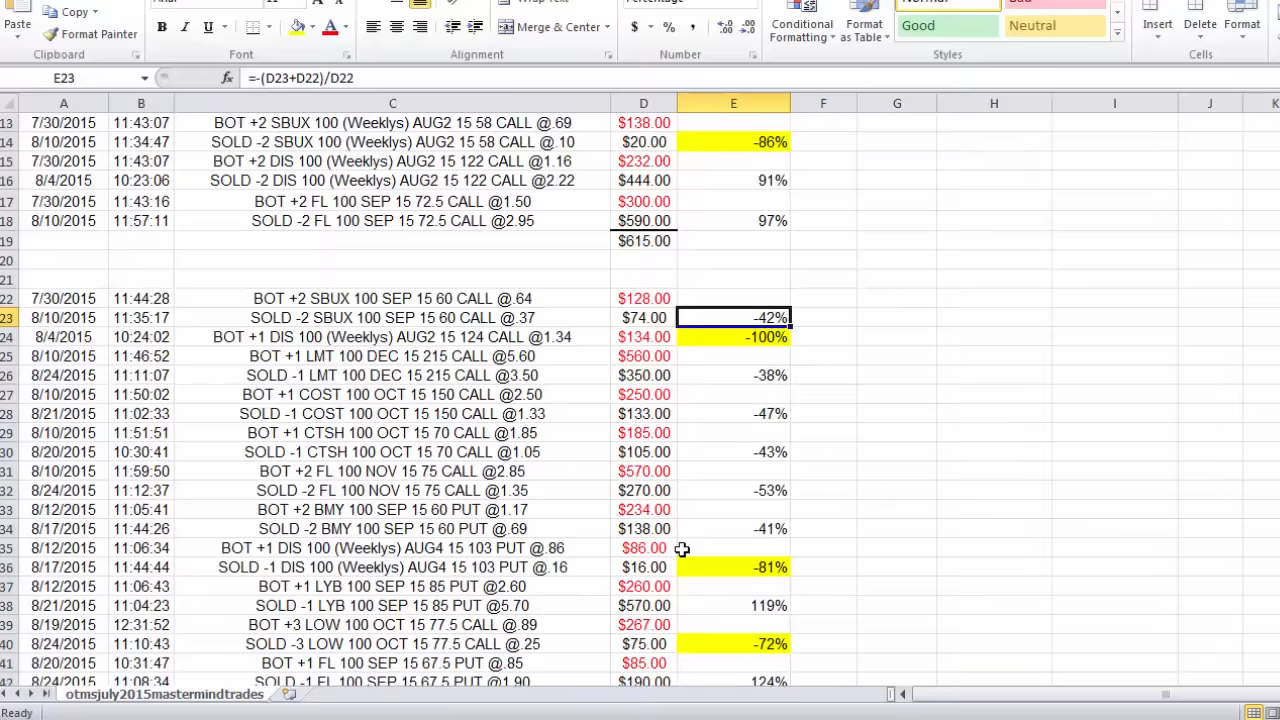 Paste
Copy
Format Painter
Clipboard
B I U
A
Font
Merge & Center
Alignment
$ % ,
Number
Conditional Formatting
Format as Table
Good
Neutral
Styles
Insert
Delete
Format
Cells
E23 fx =-(D23+D22)/D22
A B C D E F G H I J K
13 7/30/2015 11:43:07 BOT +2 SBUX 100 (Weeklys) AUG2 15 58 CALL @.69 $138.00
14 8/10/2015 11:34:47 SOLD -2 SBUX 100 (Weeklys) AUG2 15 58 CALL @.10 $20.00 -86%
15 7/30/2015 11:43:07 BOT +2 DIS 100 (Weeklys) AUG2 15 122 CALL @1.16 $232.00
16 8/4/2015 10:23:06 SOLD -2 DIS 100 (Weeklys) AUG2 15 122 CALL @2.22 $444.00 91%
17 7/30/2015 11:43:16 BOT +2 FL 100 SEP 15 72.5 CALL @1.50 $300.00
18 8/10/2015 11:57:11 SOLD -2 FL 100 SEP 15 72.5 CALL @2.95 $590.00 97%
19 $615.00
20
21
22 7/30/2015 11:44:28 BOT +2 SBUX 100 SEP 15 60 CALL @.64 $128.00
23 8/10/2015 11:35:17 SOLD -2 SBUX 100 SEP 15 60 CALL @.37 $74.00 -42%
24 8/4/2015 10:24:02 BOT +1 DIS 100 (Weeklys) AUG2 15 124 CALL @1.34 $134.00 -100%
25 8/10/2015 11:46:52 BOT +1 LMT 100 DEC 15 215 CALL @5.60 $560.00
26 8/24/2015 11:11:07 SOLD -1 LMT 100 DEC 15 215 CALL @3.50 $350.00 -38%
27 8/10/2015 11:50:02 BOT +1 COST 100 OCT 15 150 CALL @2.50 $250.00
28 8/21/2015 11:02:33 SOLD -1 COST 100 OCT 15 150 CALL @1.33 $133.00 -47%
29 8/10/2015 11:51:51 BOT +1 CTSH 100 OCT 15 70 CALL @1.85 $185.00
30 8/20/2015 10:30:41 SOLD -1 CTSH 100 OCT 15 70 CALL @1.05 $105.00 -43%
31 8/10/2015 11:59:50 BOT +2 FL 100 NOV 15 75 CALL @2.85 $570.00
32 8/24/2015 11:12:37 SOLD -2 FL 100 NOV 15 75 CALL @1.35 $270.00 -53%
33 8/12/2015 11:05:41 BOT +2 BMY 100 SEP 15 60 PUT @1.17 $234.00
34 8/17/2015 11:44:26 SOLD -2 BMY 100 SEP 15 60 PUT @.69 $138.00 -41%
35 8/12/2015 11:06:34 BOT +1 DIS 100 (Weeklys) AUG4 15 103 PUT @.86 $86.00
36 8/17/2015 11:44:44 SOLD -1 DIS 100 (Weeklys) AUG4 15 103 PUT @.16 $16.00 -81%
37 8/12/2015 11:06:43 BOT +1 LYB 100 SEP 15 85 PUT @2.60 $260.00
38 8/21/2015 11:04:23 SOLD -1 LYB 100 SEP 15 85 PUT @5.70 $570.00 119%
39 8/19/2015 12:31:52 BOT +3 LOW 100 OCT 15 77.5 CALL @.89 $267.00
40 8/24/2015 11:10:43 SOLD -3 LOW 100 OCT 15 77.5 CALL @.25 $75.00 -72%
41 8/20/2015 10:31:47 BOT +1 FL 100 SEP 15 67.5 PUT @.85 $85.00
42 8/24/2015 11:08:34 SOLD -1 FL 100 SEP 15 67.5 PUT @1.90 $190.00 124%
otmsjuly2015mastermindtrades
Ready